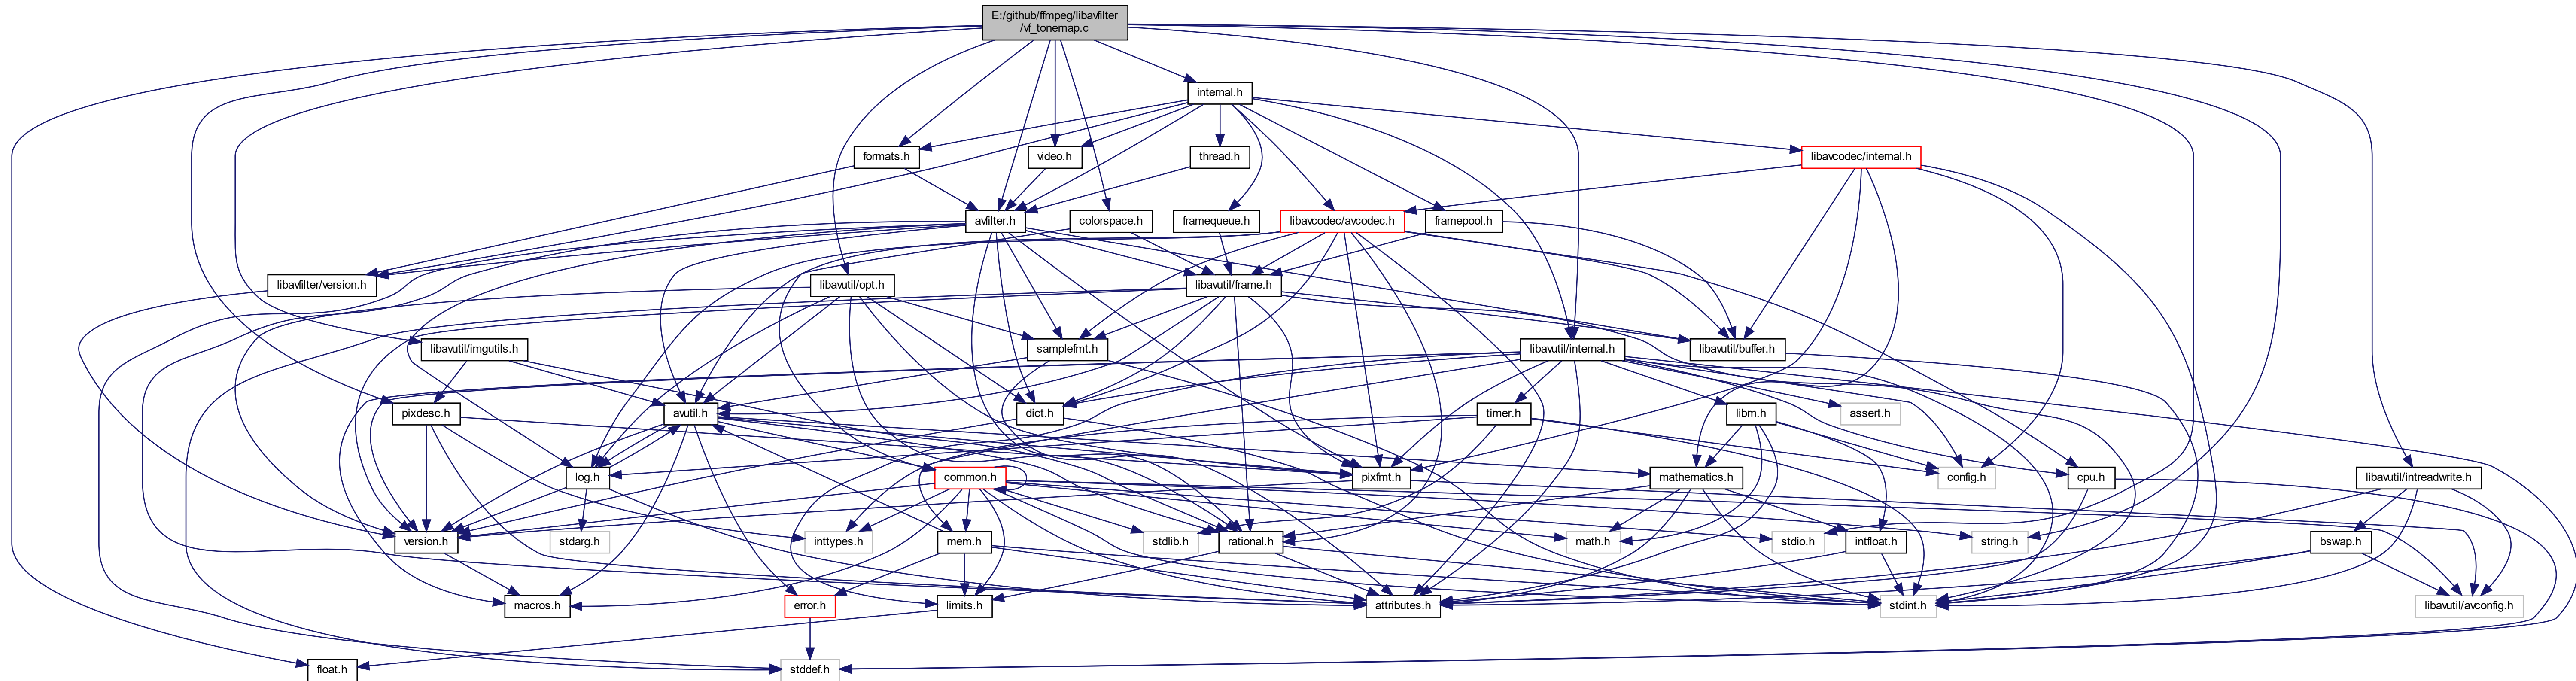 E:/github/ffmpeg/libavfilter
/vf_tonemap.c
internal.h
formats.h
video.h
thread.h
libavcodec/internal.h
avfilter.h
colorspace.h
framequeue.h
libavcodec/avcodec.h
framepool.h
libavfilter/version.h
libavutil/opt.h
libavutil/frame.h
libavutil/imgutils.h
samplefmt.h
libavutil/internal.h
libavutil/buffer.h
pixdesc.h
avutil.h
dict.h
timer.h
libm.h
assert.h
log.h
common.h
pixfmt.h
mathematics.h
config.h
cpu.h
libavutil/intreadwrite.h
version.h
stdarg.h
inttypes.h
mem.h
stdlib.h
rational.h
math.h
stdio.h
intfloat.h
string.h
bswap.h
macros.h
error.h
limits.h
attributes.h
stdint.h
libavutil/avconfig.h
float.h
stddef.h